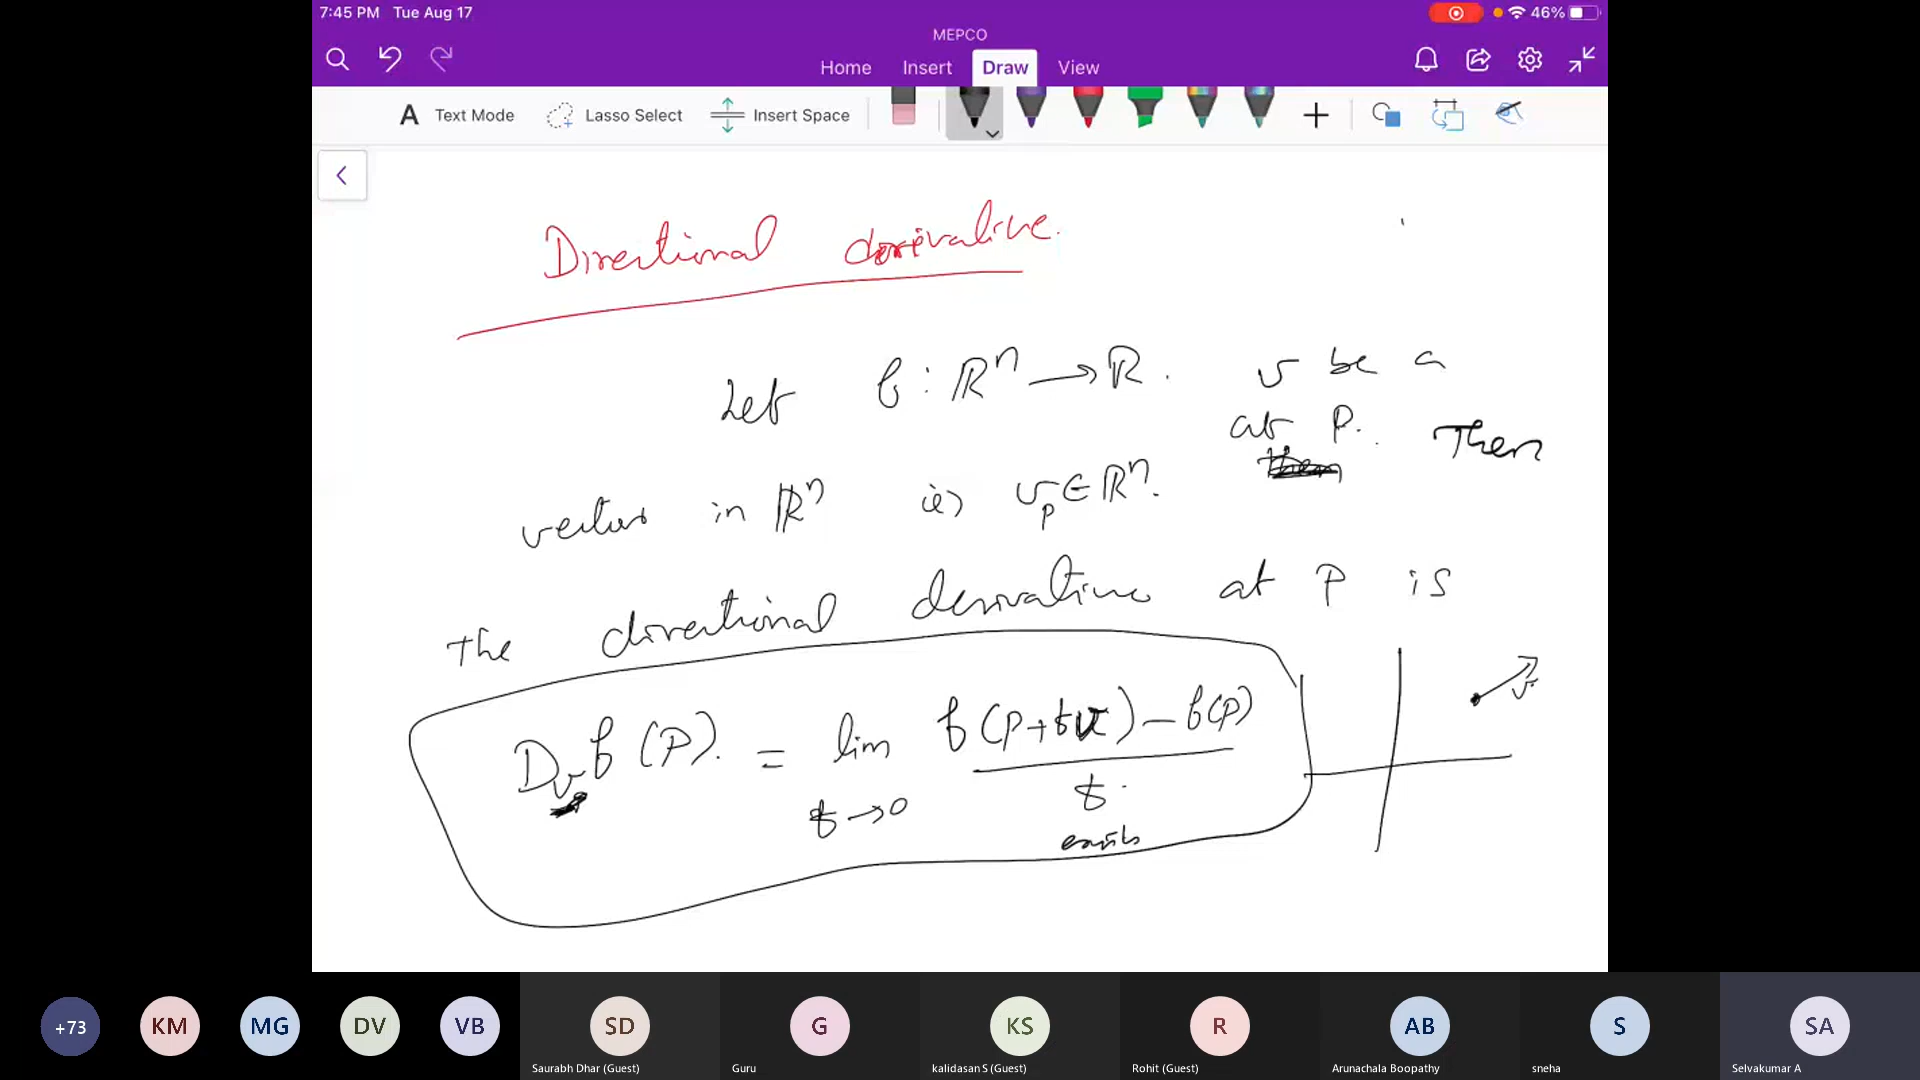 7:45 PM Tue Aug 17
46%
MEPCO
Home Insert Draw View
A Text Mode Lasso Select Insert Space
Directional derivative.
Let f : ℝⁿ → ℝ. v be a
at P. Then
vector in ℝⁿ (ie) v_p ∈ ℝⁿ.
The directional derivative at P is
D_v f (P). = lim f(p+tv) – f(p)
t → 0 t
exists
v
+73 KM MG DV VB SD G KS R AB S SA
Saurabh Dhar (Guest) Guru kalidasan S (Guest) Rohit (Guest) Arunachala Boopathy sneha Selvakumar A